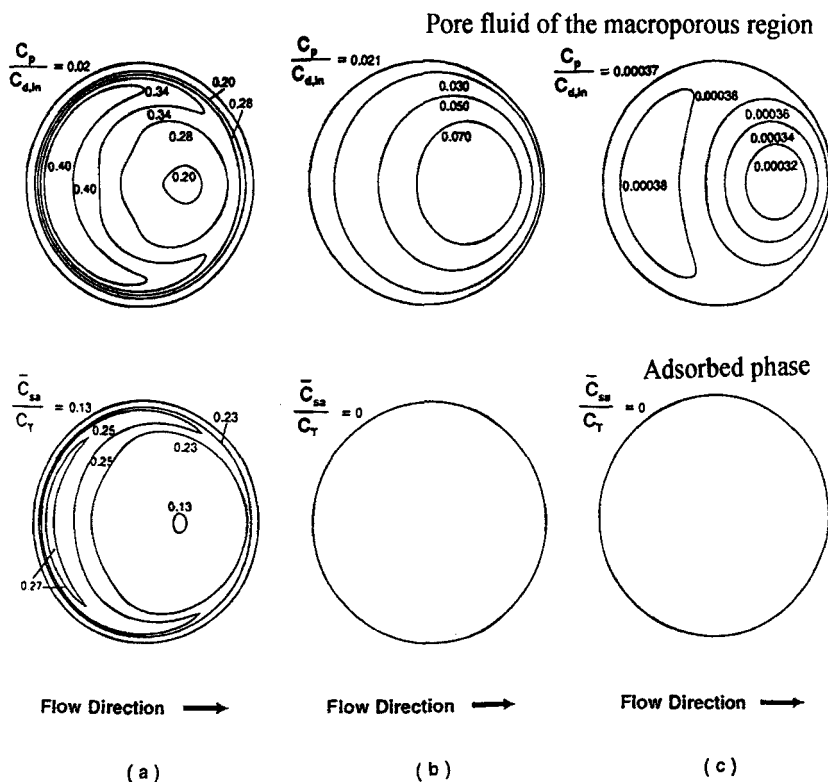 Pore fluid of the macroporous region
C_p / C_d,in = 0.02
0.34
0.34
0.20
0.28
0.28
0.40
0.40
0.20
C_p / C_d,in = 0.021
0.030
0.050
0.070
C_p / C_d,in = 0.00037
0.00038
0.00036
0.00034
0.00032
0.00038
Adsorbed phase
C̄_sa / C_T = 0.13
0.25
0.23
0.25
0.23
0.13
0.27
C̄_sa / C_T = 0
C̄_sa / C_T = 0
Flow Direction
Flow Direction
Flow Direction
( a )
( b )
( c )